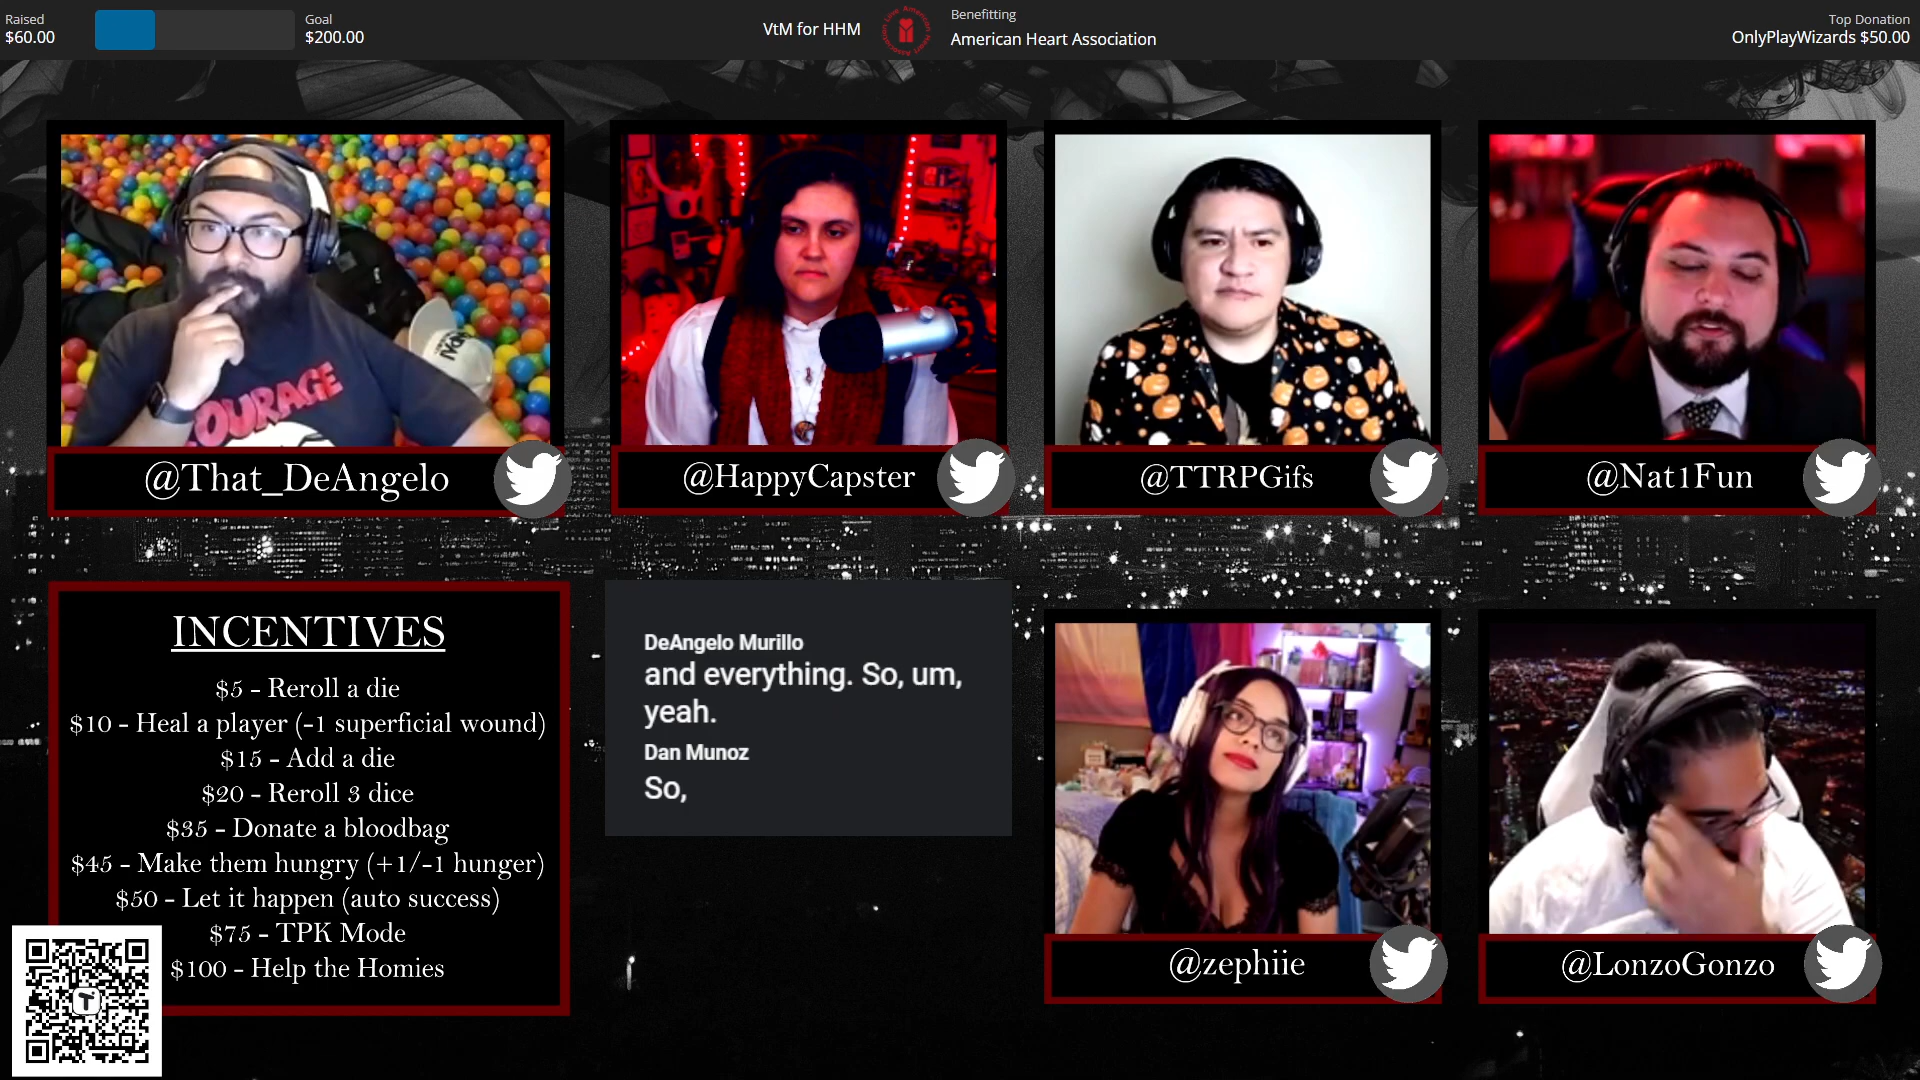 Raised
$60.00
Goal
$200.00
VtM for HHM
Benefitting
American Heart Association
Top Donation
OnlyPlayWizards $50.00
OURAGE
@That_DeAngelo
@HappyCapster
@TTRPGifs
@Nat1Fun
INCENTIVES
$5 - Reroll a die
$10 - Heal a player (-1 superficial wound)
$15 - Add a die
$20 - Reroll 3 dice
$35 - Donate a bloodbag
$45 - Make them hungry (+1/-1 hunger)
$50 - Let it happen (auto success)
$75 - TPK Mode
$100 - Help the Homies
T
DeAngelo Murillo
and everything. So, um,
yeah.
Dan Munoz
So,
@zephiie
@LonzoGonzo